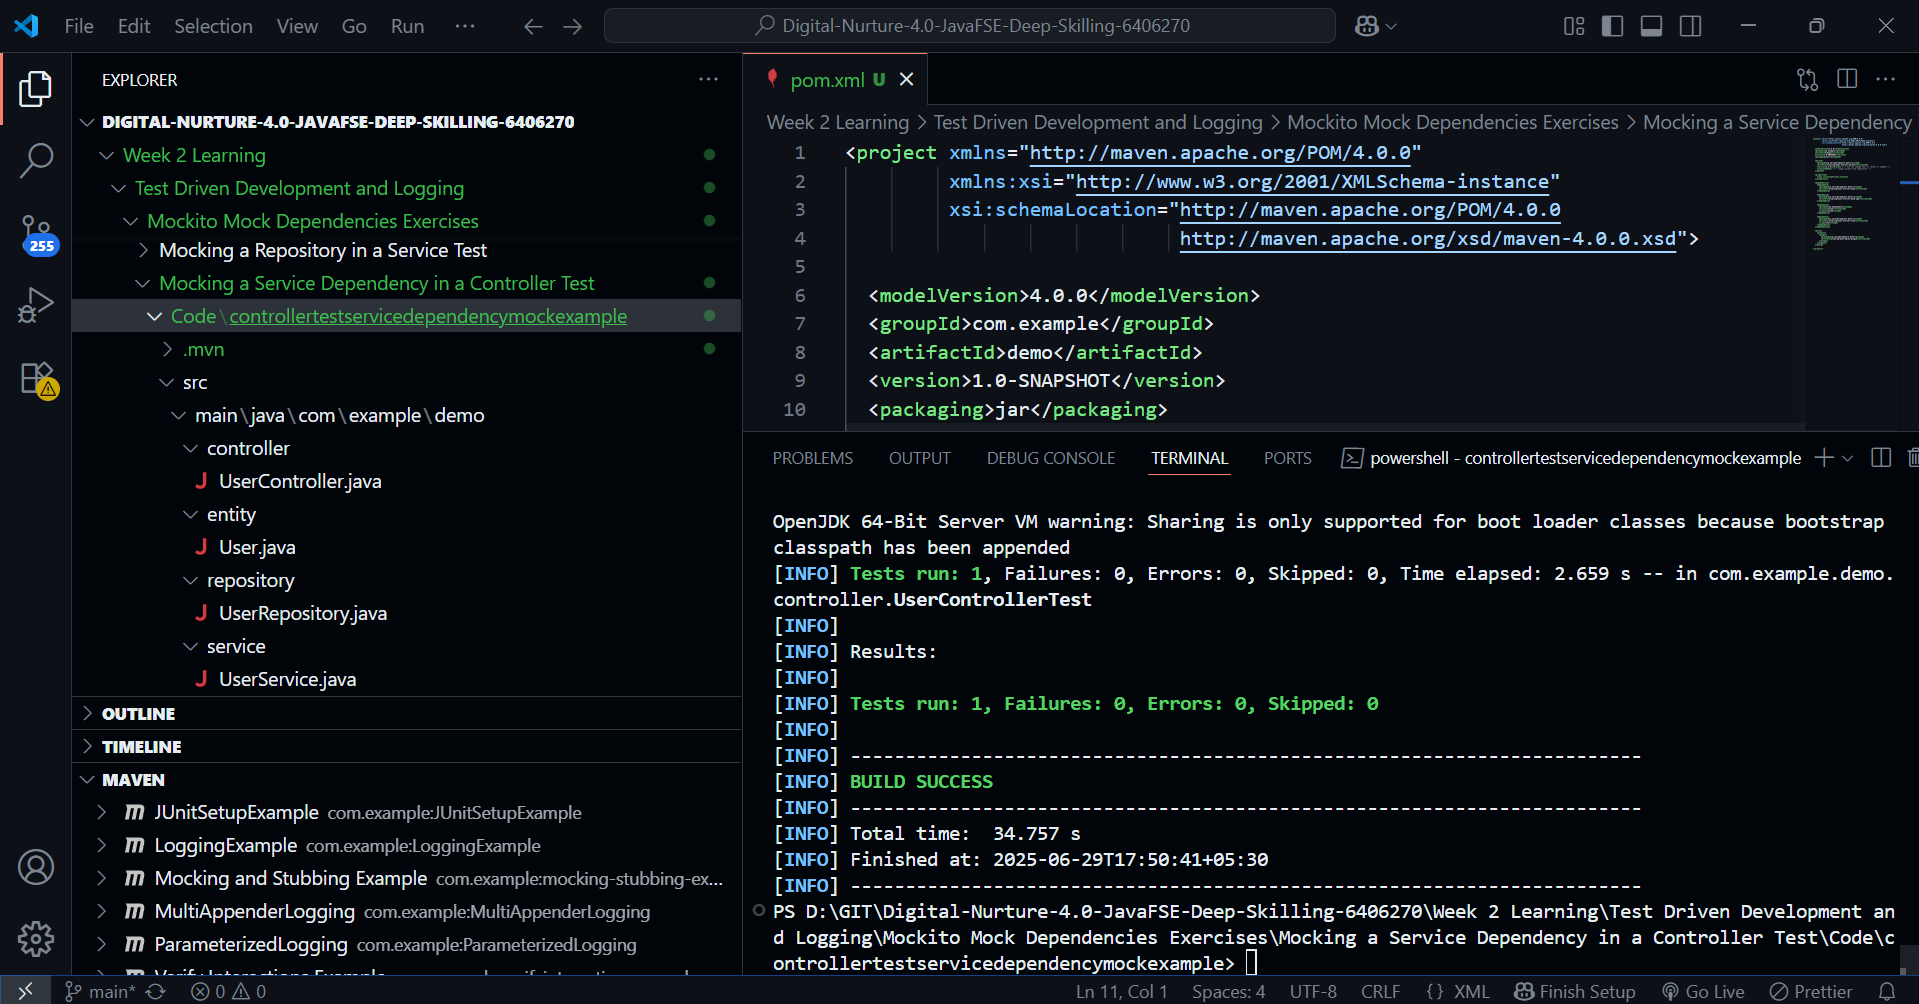 File Edit Selection View Go Run ··· Digital-Nurture-4.0-JavaFSE-Deep-Skilling-6406270
EXPLORER
DIGITAL-NURTURE-4.0-JAVAFSE-DEEP-SKILLING-6406270
Week 2 Learning
Test Driven Development and Logging
Mockito Mock Dependencies Exercises
Mocking a Repository in a Service Test
Mocking a Service Dependency in a Controller Test
Code\controllertestservicedependencymockexample
.mvn
src
main\java\com\example\demo
controller
J UserController.java
entity
J User.java
repository
J UserRepository.java
service
J UserService.java
OUTLINE
TIMELINE
MAVEN
m JUnitSetupExample com.example:JUnitSetupExample
m LoggingExample com.example:LoggingExample
m Mocking and Stubbing Example com.example:mocking-stubbing-ex...
m MultiAppenderLogging com.example:MultiAppenderLogging
m ParameterizedLogging com.example:ParameterizedLogging
255
pom.xml U
Week 2 Learning > Test Driven Development and Logging > Mockito Mock Dependencies Exercises > Mocking a Service Dependency
1 <project xmlns="http://maven.apache.org/POM/4.0.0"
2 xmlns:xsi="http://www.w3.org/2001/XMLSchema-instance"
3 xsi:schemaLocation="http://maven.apache.org/POM/4.0.0
4 http://maven.apache.org/xsd/maven-4.0.0.xsd">
5
6 <modelVersion>4.0.0</modelVersion>
7 <groupId>com.example</groupId>
8 <artifactId>demo</artifactId>
9 <version>1.0-SNAPSHOT</version>
10 <packaging>jar</packaging>
PROBLEMS OUTPUT DEBUG CONSOLE TERMINAL PORTS powershell - controllertestservicedependencymockexample
OpenJDK 64-Bit Server VM warning: Sharing is only supported for boot loader classes because bootstrap
classpath has been appended
[INFO] Tests run: 1, Failures: 0, Errors: 0, Skipped: 0, Time elapsed: 2.659 s -- in com.example.demo.
controller.UserControllerTest
[INFO]
[INFO] Results:
[INFO]
[INFO] Tests run: 1, Failures: 0, Errors: 0, Skipped: 0
[INFO]
[INFO] ------------------------------------------------------------------------
[INFO] BUILD SUCCESS
[INFO] ------------------------------------------------------------------------
[INFO] Total time:  34.757 s
[INFO] Finished at: 2025-06-29T17:50:41+05:30
[INFO] ------------------------------------------------------------------------
PS D:\GIT\Digital-Nurture-4.0-JavaFSE-Deep-Skilling-6406270\Week 2 Learning\Test Driven Development an
d Logging\Mockito Mock Dependencies Exercises\Mocking a Service Dependency in a Controller Test\Code\c
ontrollertestservicedependencymockexample>
main* 0 0 Ln 11, Col 1 Spaces: 4 UTF-8 CRLF {} XML Finish Setup Go Live Prettier